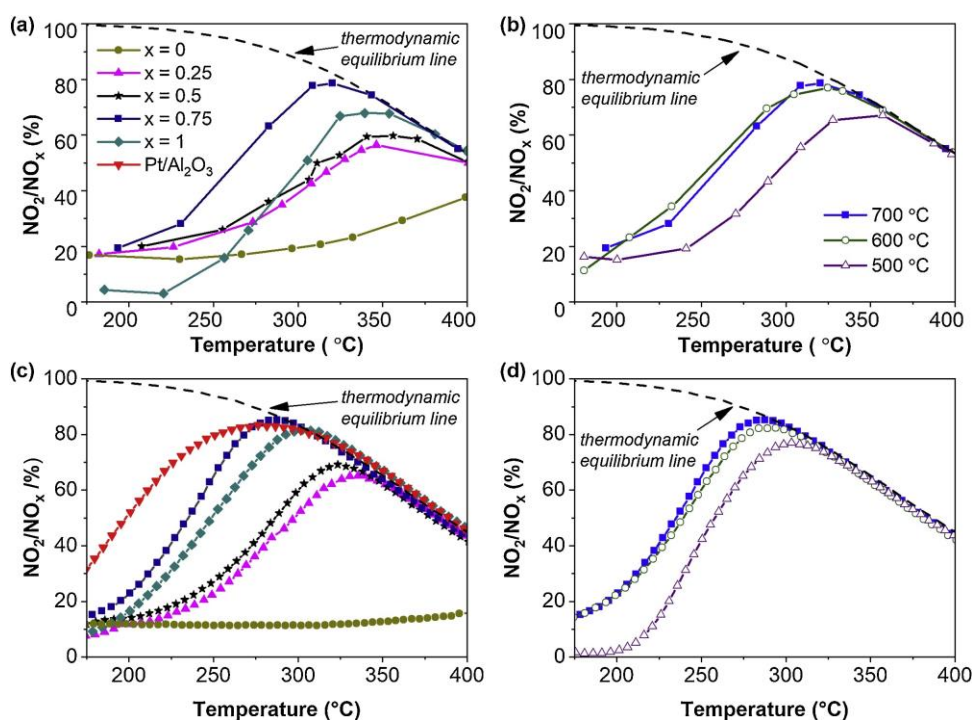 (a)
NO₂/NOₓ (%)
100
80
60
40
20
0
x = 0
x = 0.25
x = 0.5
x = 0.75
x = 1
Pt/Al₂O₃
thermodynamic
equilibrium line
200 250 300 350 400
Temperature ( °C)
(b)
NO₂/NOₓ (%)
100
80
60
40
20
0
thermodynamic
equilibrium line
700 °C
600 °C
500 °C
200 250 300 350 400
Temperature ( °C)
(c)
NO₂/NOₓ /%)
100
80
60
40
20
0
thermodynamic
equilibrium line
200 250 300 350 400
Temperature (°C)
(d)
NO₂/NOₓ (%)
100
80
60
40
20
0
thermodynamic
equilibrium line
200 250 300 350 400
Temperature (°C)